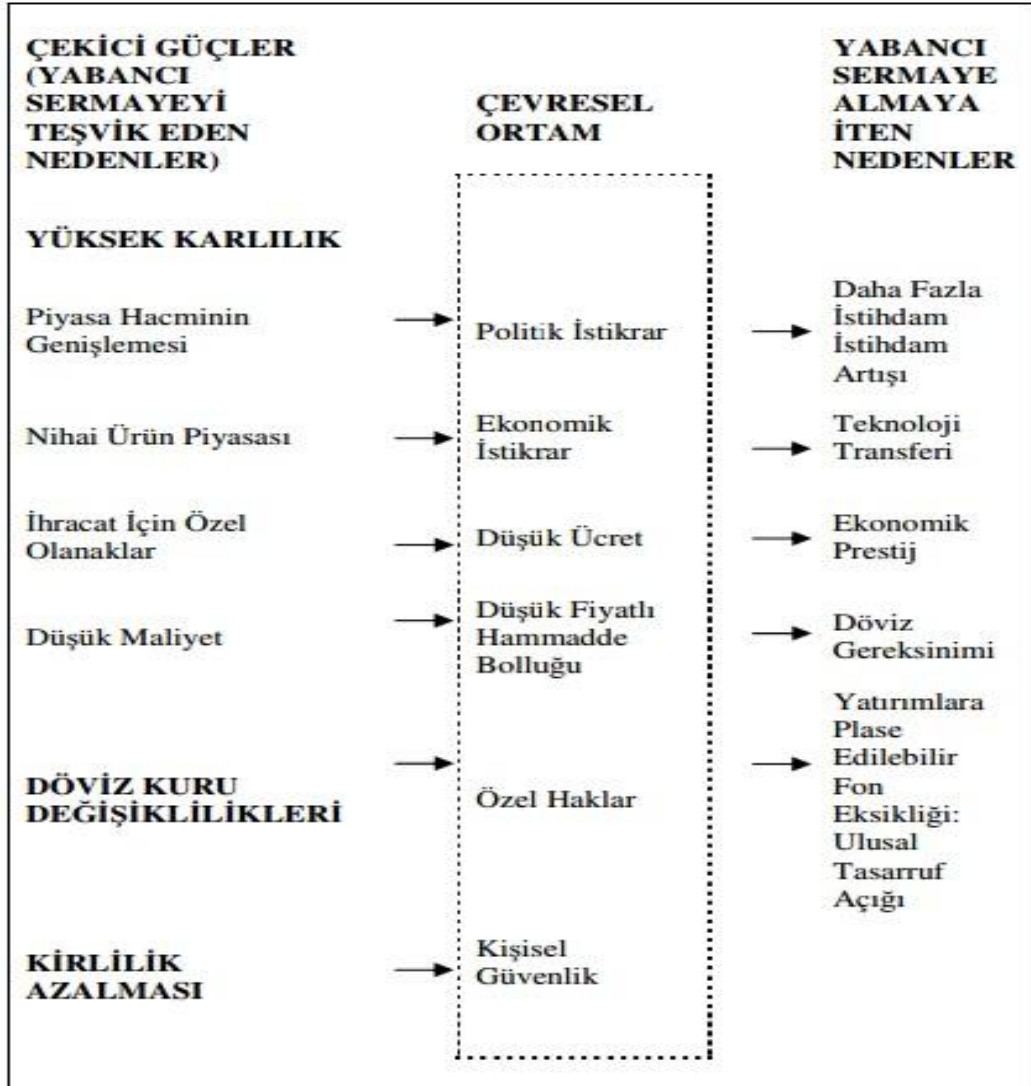 ÇEKİCİ GÜÇLER
(YABANCI
SERMAYEYİ
TEŞVİK EDEN
NEDENLER)
ÇEVRESEL
ORTAM
YABANCI
SERMAYE
ALMAYA
İTEN
NEDENLER
YÜKSEK KARLILIK
Piyasa Hacminin
Genişlemesi
Politik İstikrar
Daha Fazla
İstihdam
İstihdam
Artışı
Nihai Ürün Piyasası
Ekonomik
İstikrar
Teknoloji
Transferi
İhracat İçin Özel
Olanaklar
Düşük Ücret
Ekonomik
Prestij
Düşük Maliyet
Düşük Fiyatlı
Hammadde
Bolluğu
Döviz
Gereksinimi
DÖVİZ KURU
DEĞİŞİKLİLİKLERİ
Özel Haklar
Yatırımlara
Plase
Edilebilir
Fon
Eksikliği:
Ulusal
Tasarruf
Açığı
KİRLİLİK
AZALMASI
Kişisel
Güvenlik